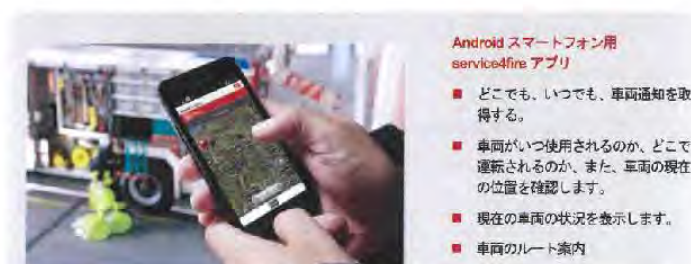 Android スマートフォン用
service4fire アプリ
■ どこでも、いつでも、車両通知を取
得する。
■ 車両がいつ使用されるのか、どこで
運転されるのか、また、車両の現在
の位置を確認します。
■ 現在の車両の状況を表示します。
■ 車両のルート案内